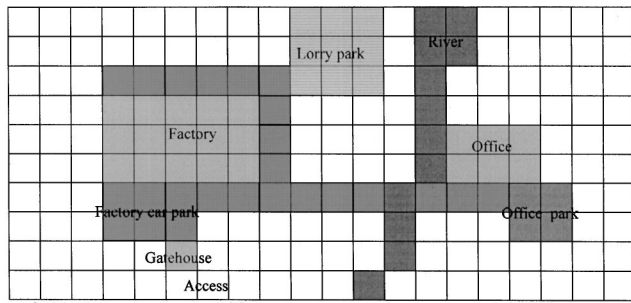 River
Lorry park
Factory
Office
Factory car park
Office park
Gatehouse
Access